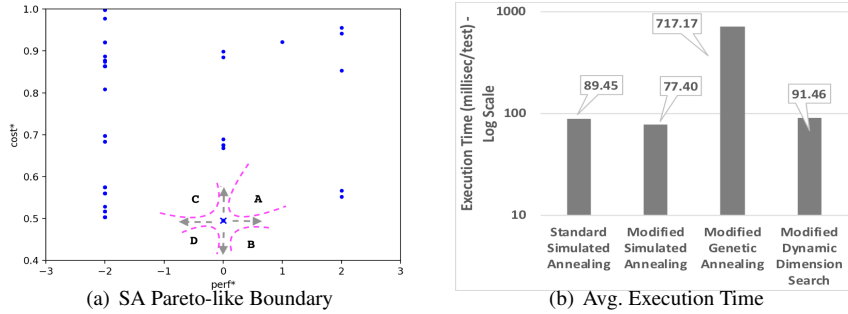 1.0
0.9
0.8
0.7
0.6
0.5
0.4
cost*
C
A
D
B
−3
−2
−1
0
1
2
3
perf*
(a) SA Pareto-like Boundary
Execution Time (millisec/test) -
Log Scale
1000
100
10
89.45
77.40
717.17
91.46
Standard
Simulated
Annealing
Modified
Simulated
Annealing
Modified
Genetic
Annealing
Modified
Dynamic
Dimension
Search
(b) Avg. Execution Time